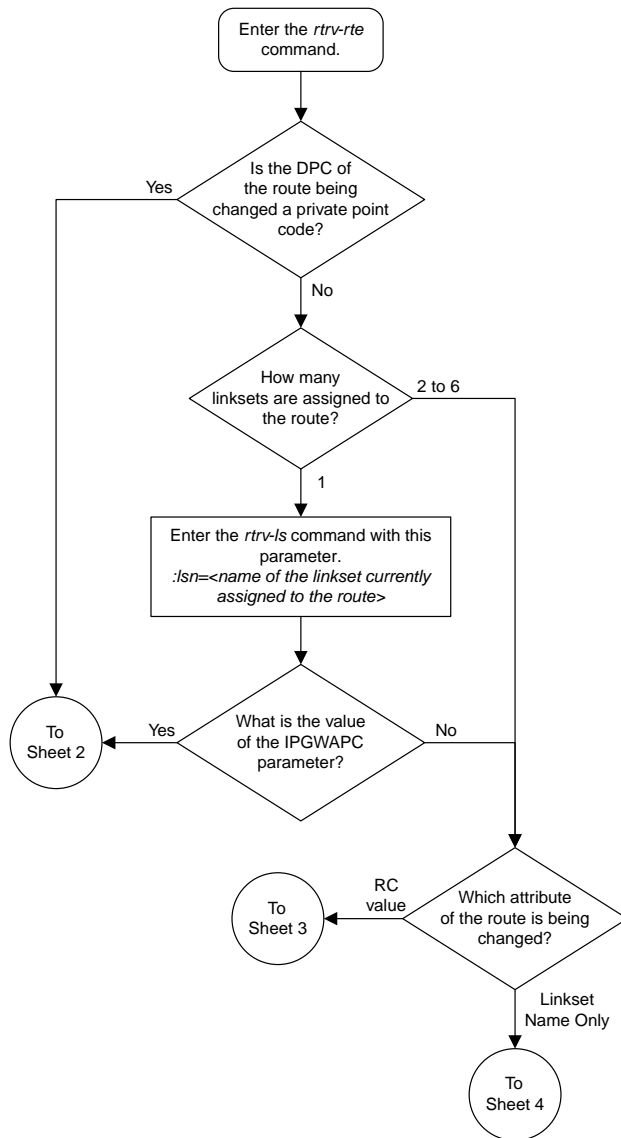 Enter the rtrv-rte
command.
Is the DPC of
the route being
changed a private point
code?
Yes
No
How many
linksets are assigned to
the route?
2 to 6
1
Enter the rtrv-ls command with this
parameter.
:lsn=<name of the linkset currently
assigned to the route>
What is the value
of the IPGWAPC
parameter?
Yes
No
To
Sheet 2
Which attribute
of the route is being
changed?
RC
value
To
Sheet 3
Linkset
Name Only
To
Sheet 4